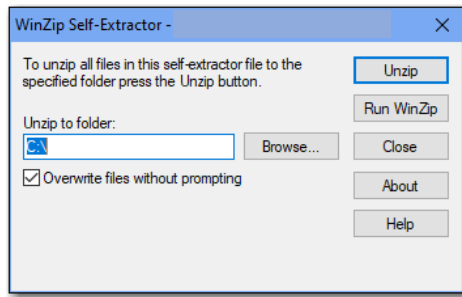 WinZip Self-Extractor -
To unzip all files in this self-extractor file to the
specified folder press the Unzip button.
Unzip to folder:
C:\
Browse...
Overwrite files without prompting
Unzip
Run WinZip
Close
About
Help